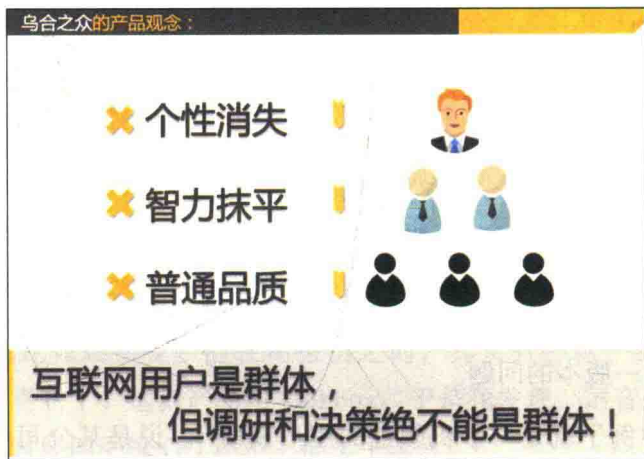 乌合之众的产品观念：
个性消失
智力抹平
普通品质
互联网用户是群体，
但调研和决策绝不能是群体！